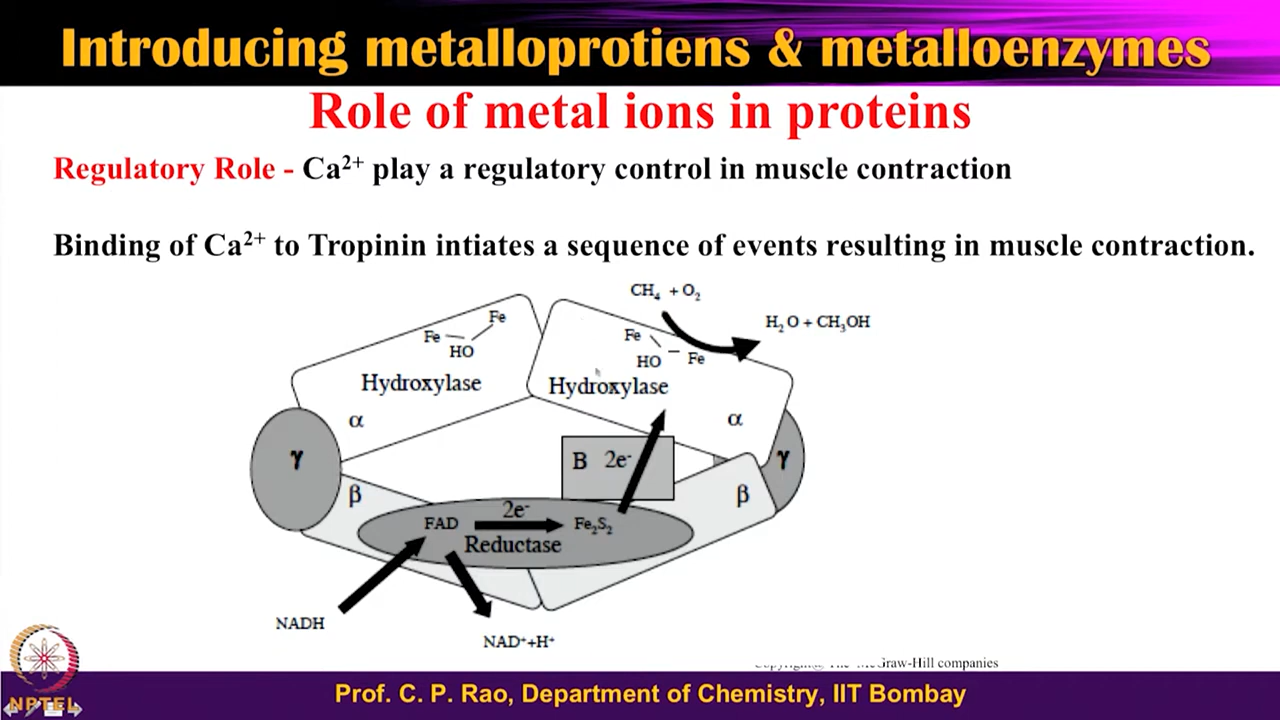 Introducing metalloprotiens & metalloenzymes
Role of metal ions in proteins
Regulatory Role - Ca²⁺ play a regulatory control in muscle contraction
Binding of Ca²⁺ to Tropinin intiates a sequence of events resulting in muscle contraction.
CH₄ + O₂
H₂O + CH₃OH
Fe
Fe
HO
Fe
HO
Fe
Hydroxylase
Hydroxylase
α
α
γ
B 2e⁻
γ
β
β
2e⁻
FAD
Fe₂S₂
Reductase
NADH
NAD⁺+H⁺
McGraw-Hill companies
Prof. C. P. Rao, Department of Chemistry, IIT Bombay
NPTEL